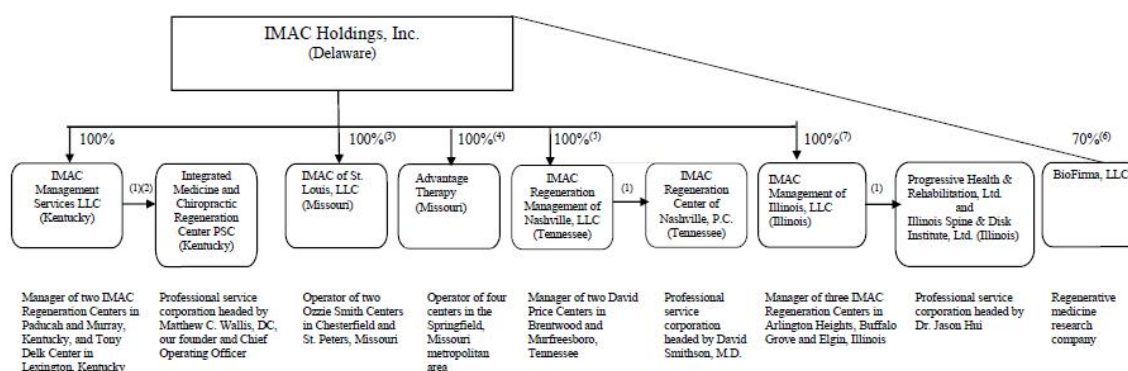 IMAC Holdings, Inc.
(Delaware)
100%
100%(3)
100%(4)
100%(5)
100%(7)
70%(6)
IMAC
Management
Services LLC
(Kentucky)
(1)(2)
Integrated
Medicine and
Chiropractic
Regeneration
Center PSC
(Kentucky)
IMAC of St.
Louis, LLC
(Missouri)
Advantage
Therapy
(Missouri)
IMAC
Regeneration
Management of
Nashville, LLC
(Tennessee)
(1)
IMAC
Regeneration
Center of
Nashville, P.C.
(Tennessee)
IMAC
Management of
Illinois, LLC
(Illinois)
(1)
Progressive Health &
Rehabilitation, Ltd.
and
Illinois Spine & Disk
Institute, Ltd. (Illinois)
BioFirma, LLC
Manager of two IMAC
Regeneration Centers in
Paducah and Murray,
Kentucky, and Tony
Delk Center in
Lexington, Kentucky
Professional service
corporation headed by
Matthew C. Wallis, DC,
our founder and Chief
Operating Officer
Operator of two
Ozzie Smith Centers
in Chesterfield and
St. Peters, Missouri
Operator of four
centers in the
Springfield,
Missouri
metropolitan
area
Manager of two David
Price Centers in
Brentwood and
Murfreesboro,
Tennessee
Professional
service
corporation
headed by David
Smithson, M.D.
Manager of three IMAC
Regeneration Centers in
Arlington Heights, Buffalo
Grove and Elgin, Illinois
Professional service
corporation headed by
Dr. Jason Hui
Regenerative
medicine
research
company